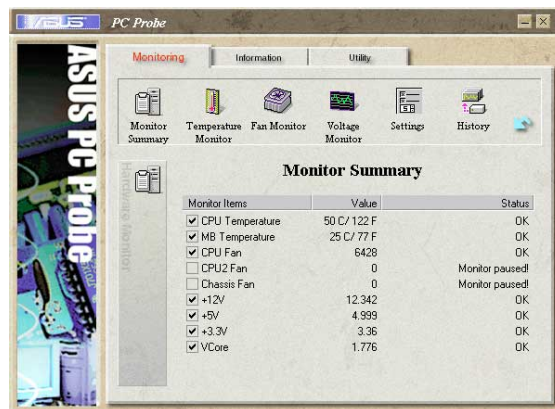 ASUS PC Probe
Monitoring Information Utility
Monitor Summary
Temperature Monitor
Fan Monitor
Voltage Monitor
Settings
History
ASUS PC Probe
Hardware Monitor
Monitor Summary
Monitor Items Value Status
CPU Temperature 50 C/ 122 F OK
MB Temperature 25 C/ 77 F OK
CPU Fan 6428 OK
CPU2 Fan 0 Monitor paused!
Chassis Fan 0 Monitor paused!
+12V 12.342 OK
+5V 4.999 OK
+3.3V 3.36 OK
VCore 1.776 OK